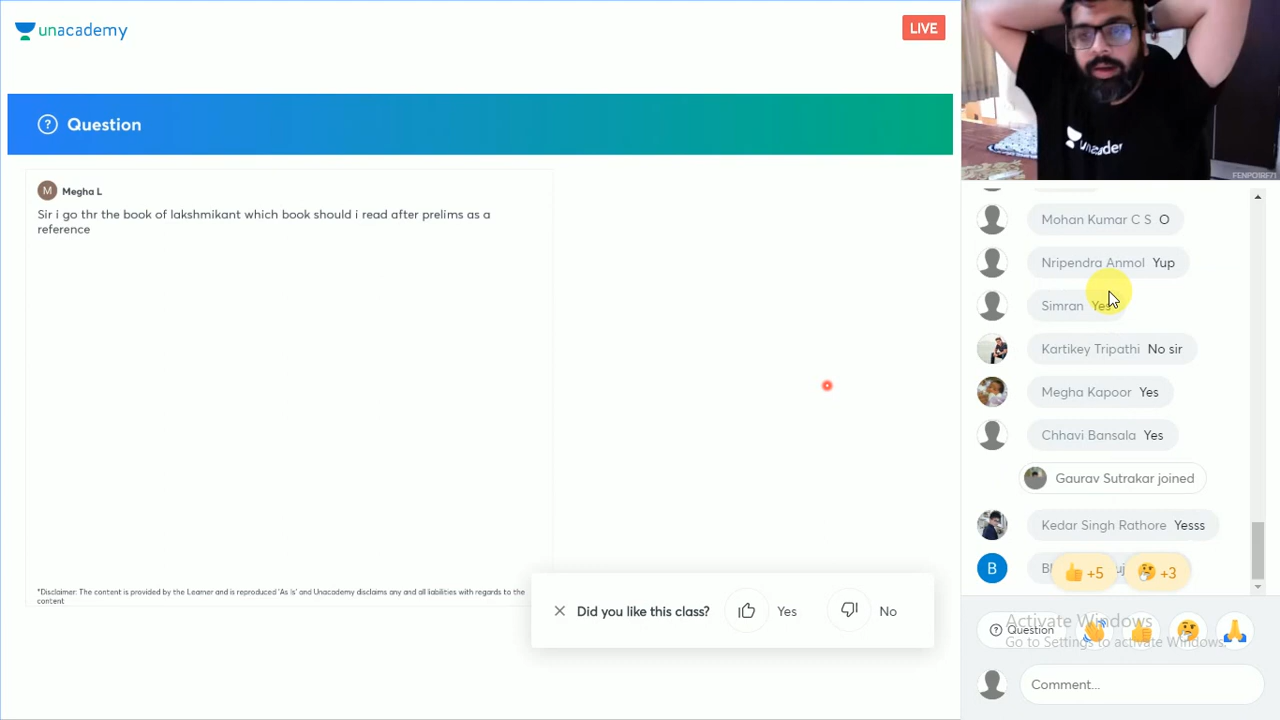 unacademy
LIVE
Question
M Megha L
Sir i go thr the book of lakshmikant which book should i read after prelims as a
reference
*Disclaimer: The content is provided by the Learner and is reproduced 'As Is' and Unacademy disclaims any and all liabilities with regards to the
content
Did you like this class? Yes No
FENPO1RF71
Mohan Kumar C S O
Nripendra Anmol Yup
Simran Yes
Kartikey Tripathi No sir
Megha Kapoor Yes
Chhavi Bansala Yes
Gaurav Sutrakar joined
Kedar Singh Rathore Yesss
B +5 +3
Activate Windows
Question
Go to Settings to activate Windows.
Comment...